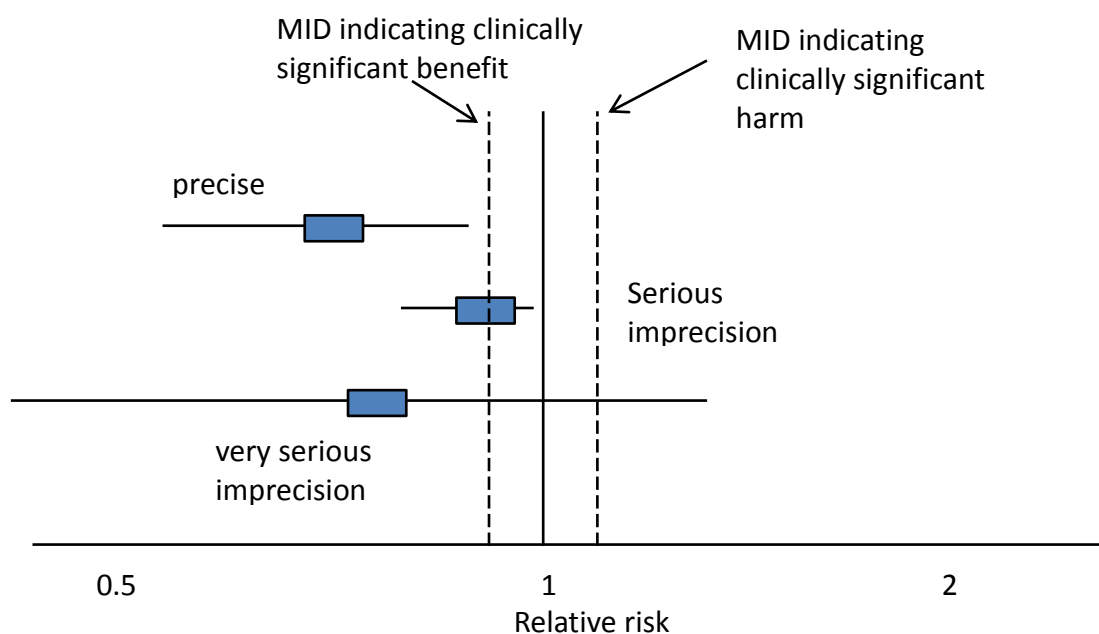 MID indicating clinically
significant benefit
MID indicating
clinically significant
harm
precise
Serious
imprecision
very serious
imprecision
0.5
1
2
Relative risk